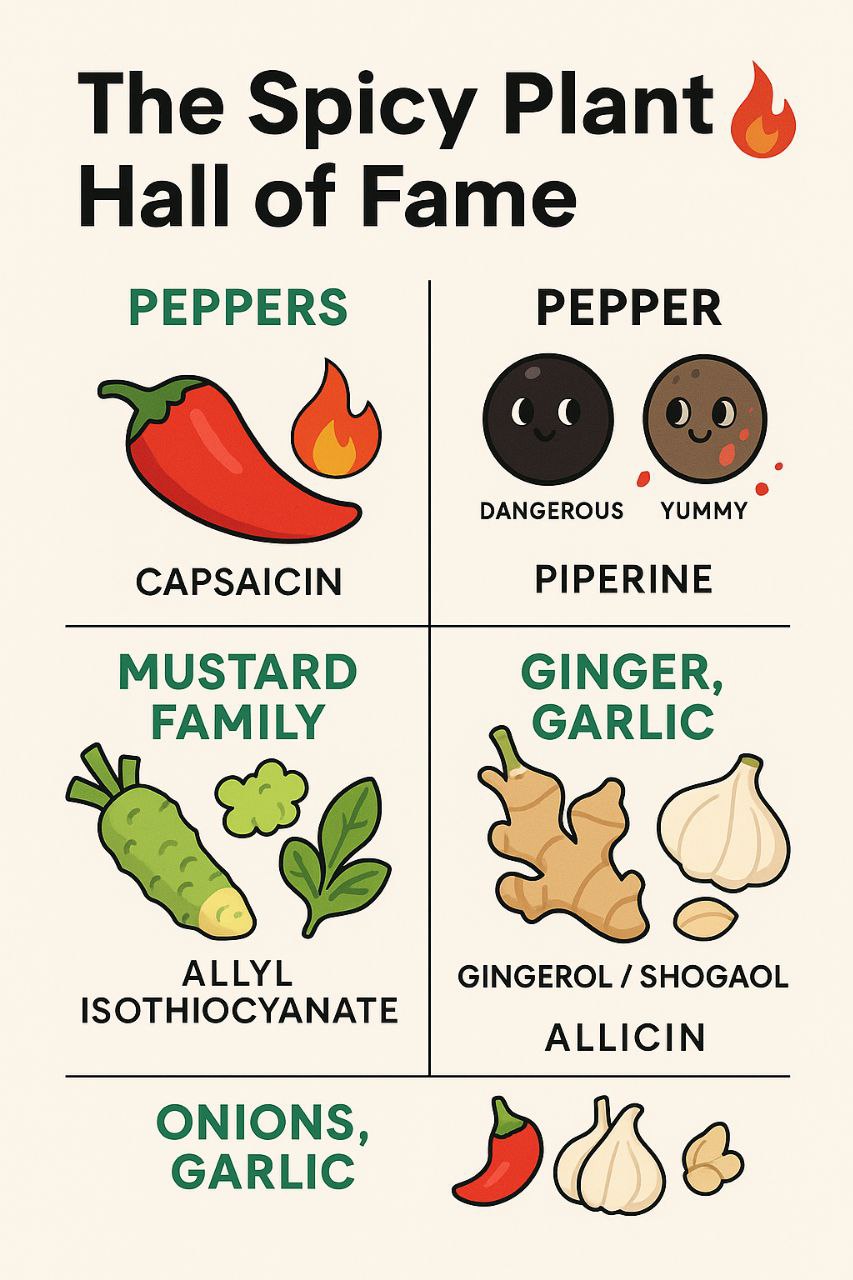 The Spicy Plant
Hall of Fame
PEPPERS
CAPSAICIN
PEPPER
DANGEROUS YUMMY
PIPERINE
MUSTARD
FAMILY
ALLYL
ISOTHIOCYANATE
GINGER,
GARLIC
GINGEROL / SHOGAOL
ALLICIN
ONIONS,
GARLIC